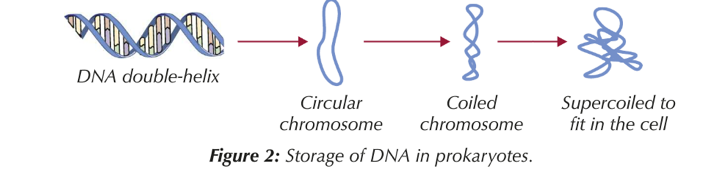 DNA double-helix
Circular
chromosome
Coiled
chromosome
Supercoiled to
fit in the cell
Figure 2: Storage of DNA in prokaryotes.